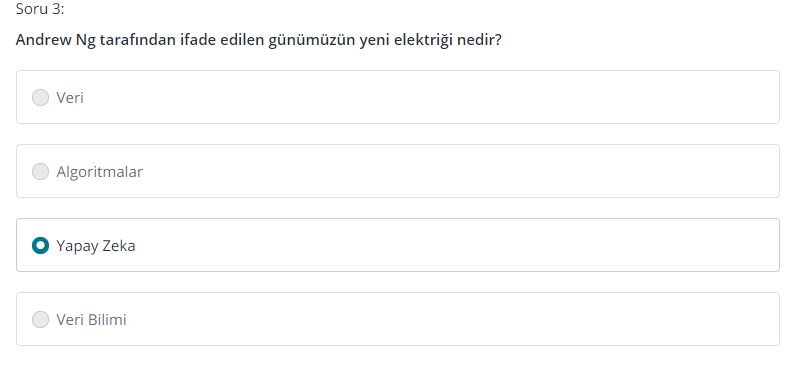 Soru 3:
Andrew Ng tarafından ifade edilen günümüzün yeni elektriği nedir?
Veri
Algoritmalar
Yapay Zeka
Veri Bilimi